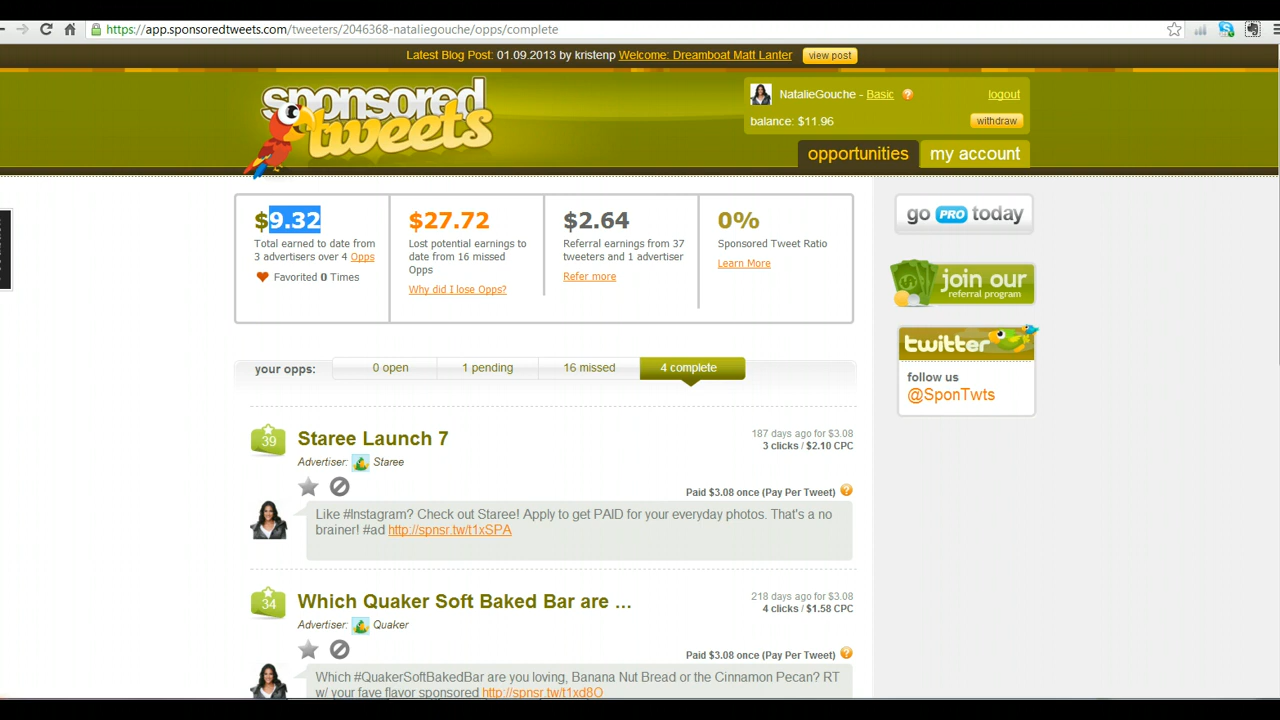 https://app.sponsoredtweets.com/tweeters/2046368-nataliegouche/opps/complete
Latest Blog Post: 01.09.2013 by kristenp Welcome: Dreamboat Matt Lanter view post
sponsored
tweets
NatalieGouche - Basic ? logout
balance: $11.96 withdraw
opportunities my account
$9.32
Total earned to date from
3 advertisers over 4 Opps
Favorited 0 Times
$27.72
Lost potential earnings to
date from 16 missed
Opps
Why did I lose Opps?
$2.64
Referral earnings from 37
tweeters and 1 advertiser
Refer more
0%
Sponsored Tweet Ratio
Learn More
go PRO today
join our
referral program
twitter
follow us
@SponTwts
your opps: 0 open 1 pending 16 missed 4 complete
39 Staree Launch 7 187 days ago for $3.08
3 clicks / $2.10 CPC
Advertiser: Staree
Paid $3.08 once (Pay Per Tweet) ?
Like #Instagram? Check out Staree! Apply to get PAID for your everyday photos. That's a no
brainer! #ad http://spnsr.tw/t1xSPA
34 Which Quaker Soft Baked Bar are ... 218 days ago for $3.08
4 clicks / $1.58 CPC
Advertiser: Quaker
Paid $3.08 once (Pay Per Tweet) ?
Which #QuakerSoftBakedBar are you loving, Banana Nut Bread or the Cinnamon Pecan? RT
w/ your fave flavor sponsored http://spnsr.tw/t1xd8O